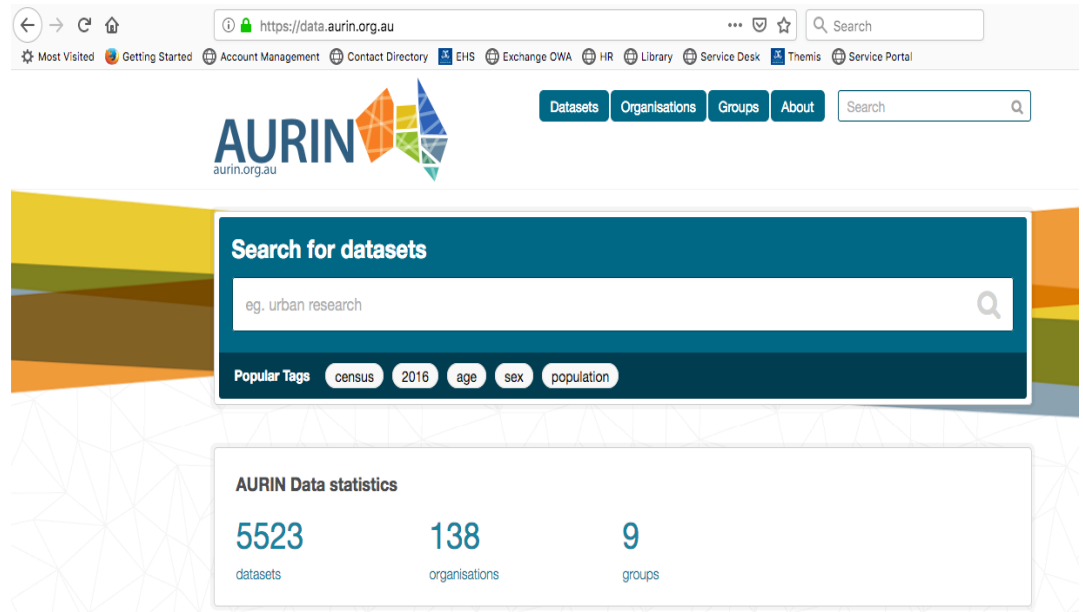 https://data.aurin.org.au
Search
Most Visited Getting Started Account Management Contact Directory EHS Exchange OWA HR Library Service Desk Themis Service Portal
AURIN
aurin.org.au
Datasets Organisations Groups About Search
Search for datasets
eg. urban research
Popular Tags census 2016 age sex population
AURIN Data statistics
5523 138 9
datasets organisations groups